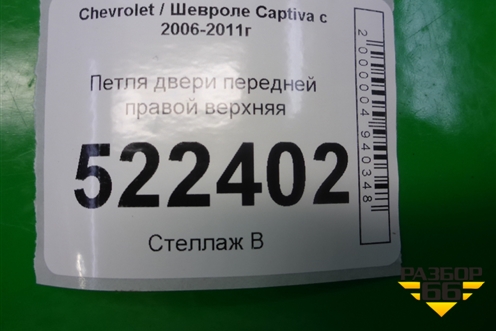 Chevrolet / Шевроле Captiva с
2006-2011г
Петля двери передней
правой верхняя
522402
Стеллаж В
2000004940348
РАЗБОР
66